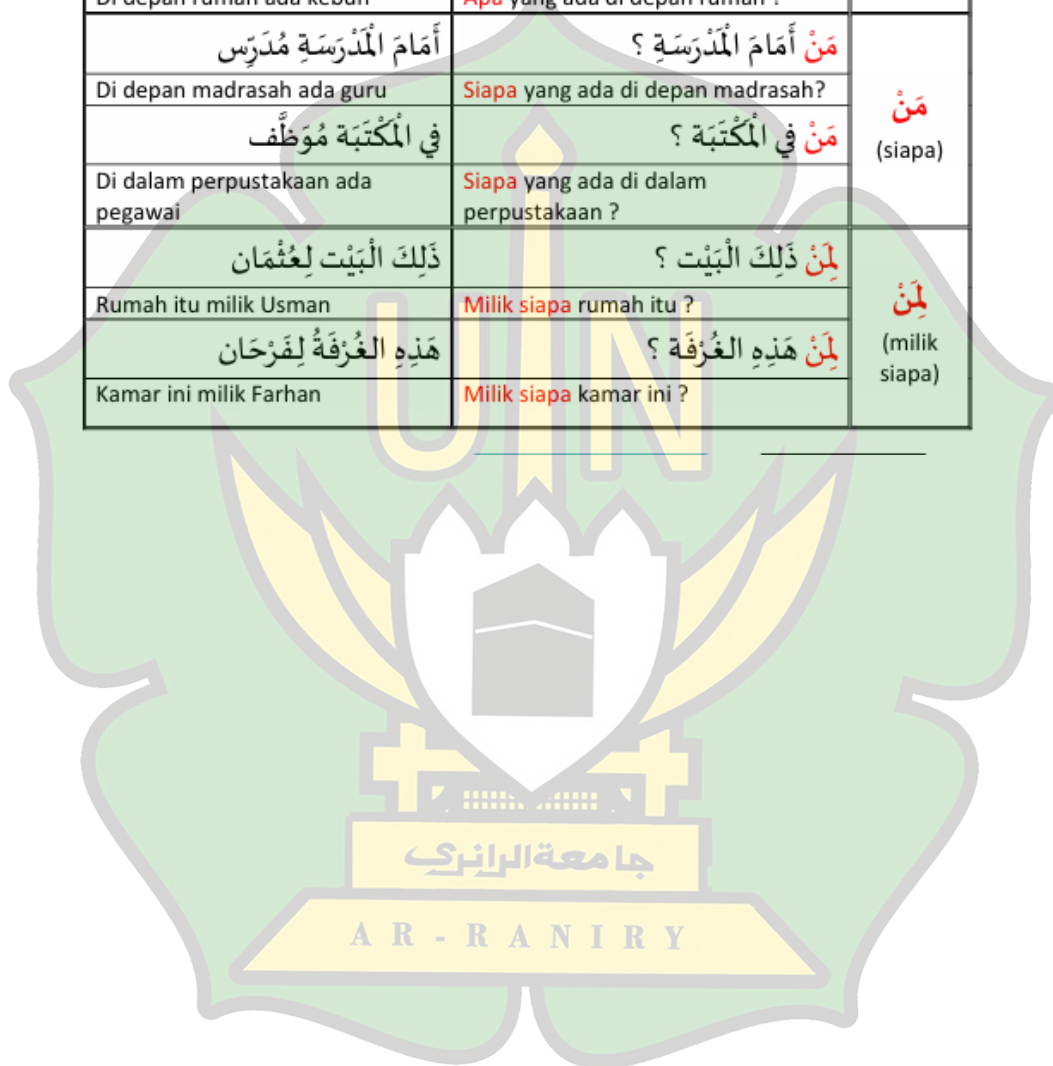 Di depan rumah ada kebun
Apa yang ada di depan rumah ?
مَنْ
(siapa)
مَنْ أَمَامَ الْمَدْرَسَةِ ؟
أَمَامَ الْمَدْرَسَةِ مُدَرِّس
Di depan madrasah ada guru
Siapa yang ada di depan madrasah?
مَنْ فِي الْمَكْتَبَة ؟
فِي الْمَكْتَبَة مُوَظَّف
Di dalam perpustakaan ada
pegawai
Siapa yang ada di dalam
perpustakaan ?
لِمَنْ
(milik
siapa)
لِمَنْ ذَلِكَ الْبَيْت ؟
ذَلِكَ الْبَيْت لِعُثْمَان
Rumah itu milik Usman
Milik siapa rumah itu ?
لِمَنْ هَذِهِ الغُرْفَة ؟
هَذِهِ الغُرْفَةُ لِفَرْحَان
Kamar ini milik Farhan
Milik siapa kamar ini ?
UIN
جامعة الرانري
AR-RANIRY